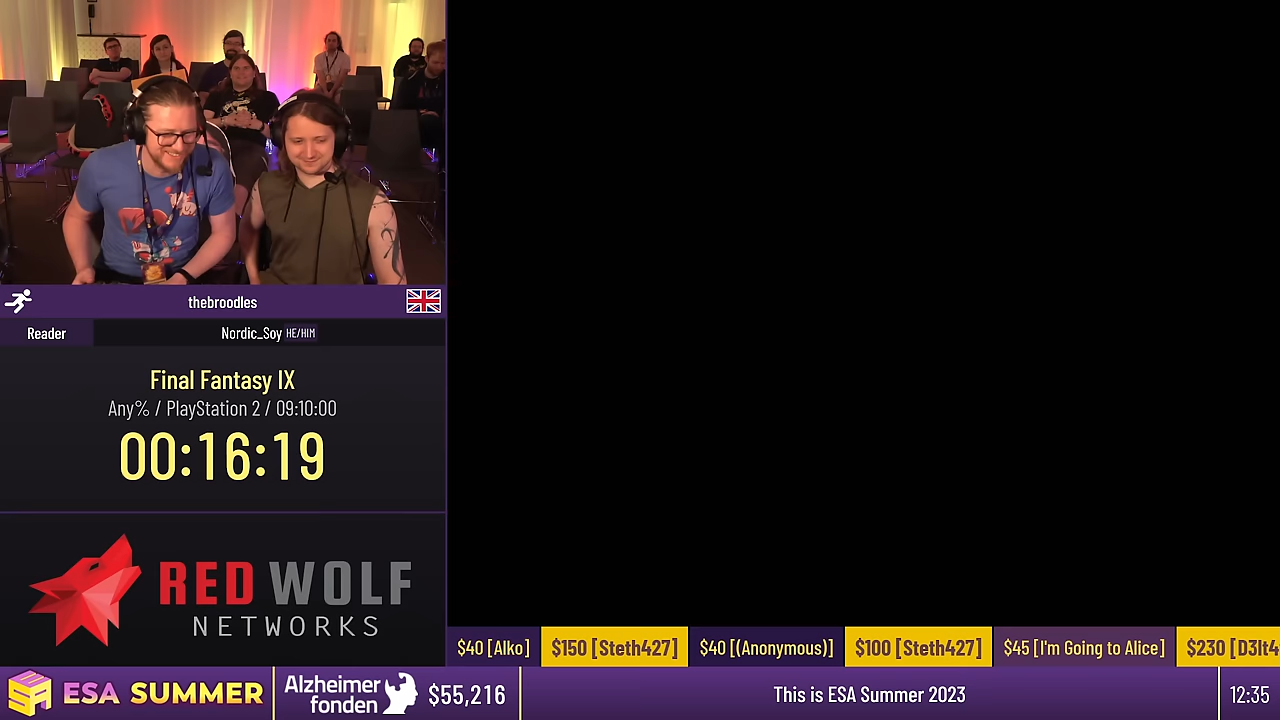 thebroodles
Reader
Nordic_Soy HE/HIM
Final Fantasy IX
Any% / PlayStation 2 / 09:10:00
00:16:19
RED WOLF
NETWORKS
$40 [Alko]
$150 [Steth427]
$40 [(Anonymous)]
$100 [Steth427]
$45 [I'm Going to Alice]
$230 [D3lt4
ESA SUMMER
Alzheimer
fonden
$55,216
This is ESA Summer 2023
12:35